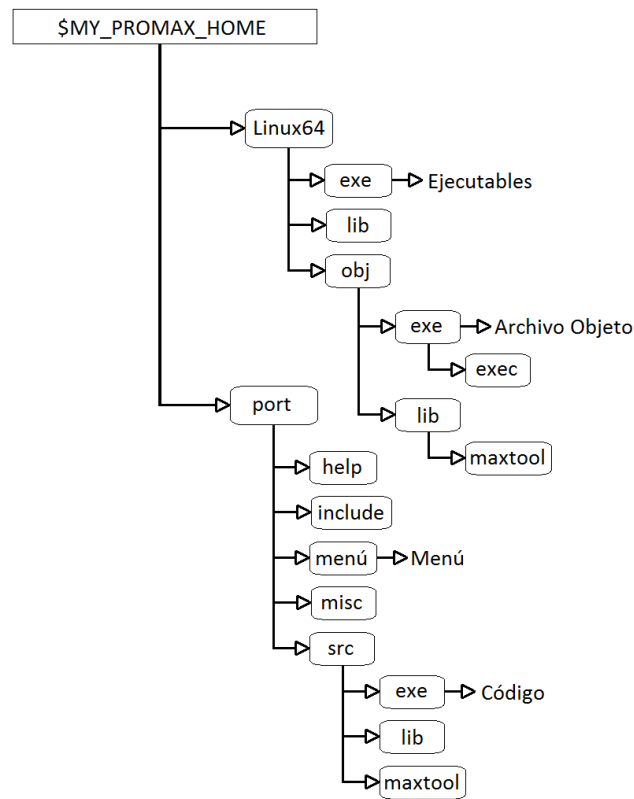 $MY_PROMAX_HOME
Linux64
exe Ejecutables
lib
obj
exe Archivo Objeto
exec
lib
maxtool
port
help
include
menú Menú
misc
src
exe Código
lib
maxtool